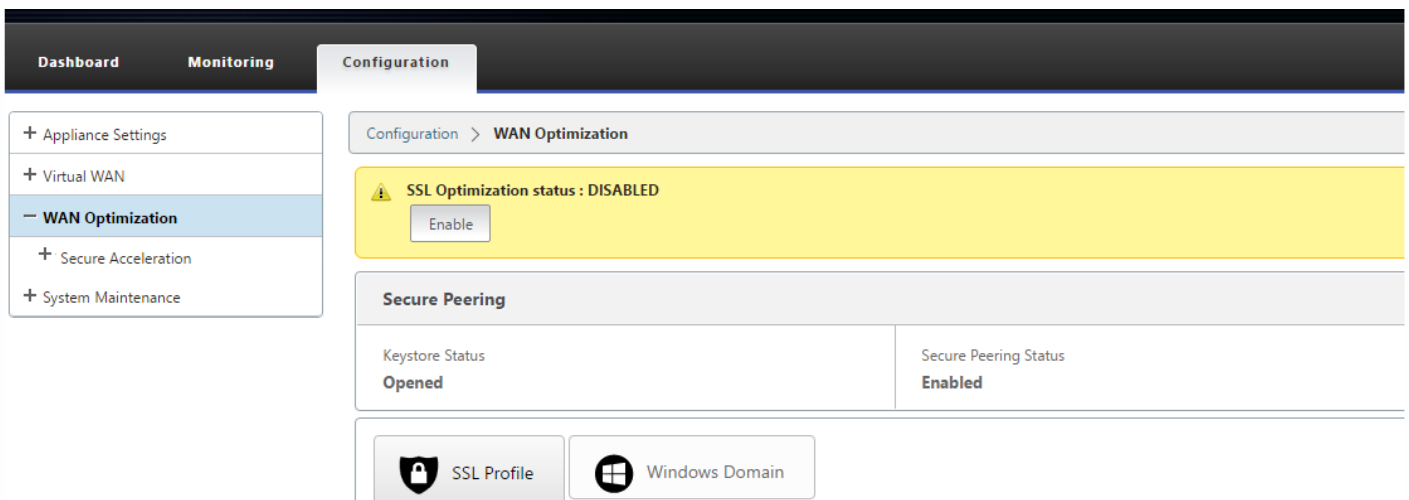 Dashboard Monitoring Configuration
+ Appliance Settings
+ Virtual WAN
− WAN Optimization
+ Secure Acceleration
+ System Maintenance
Configuration > WAN Optimization
SSL Optimization status : DISABLED
Enable
Secure Peering
Keystore Status
Opened
Secure Peering Status
Enabled
SSL Profile
Windows Domain